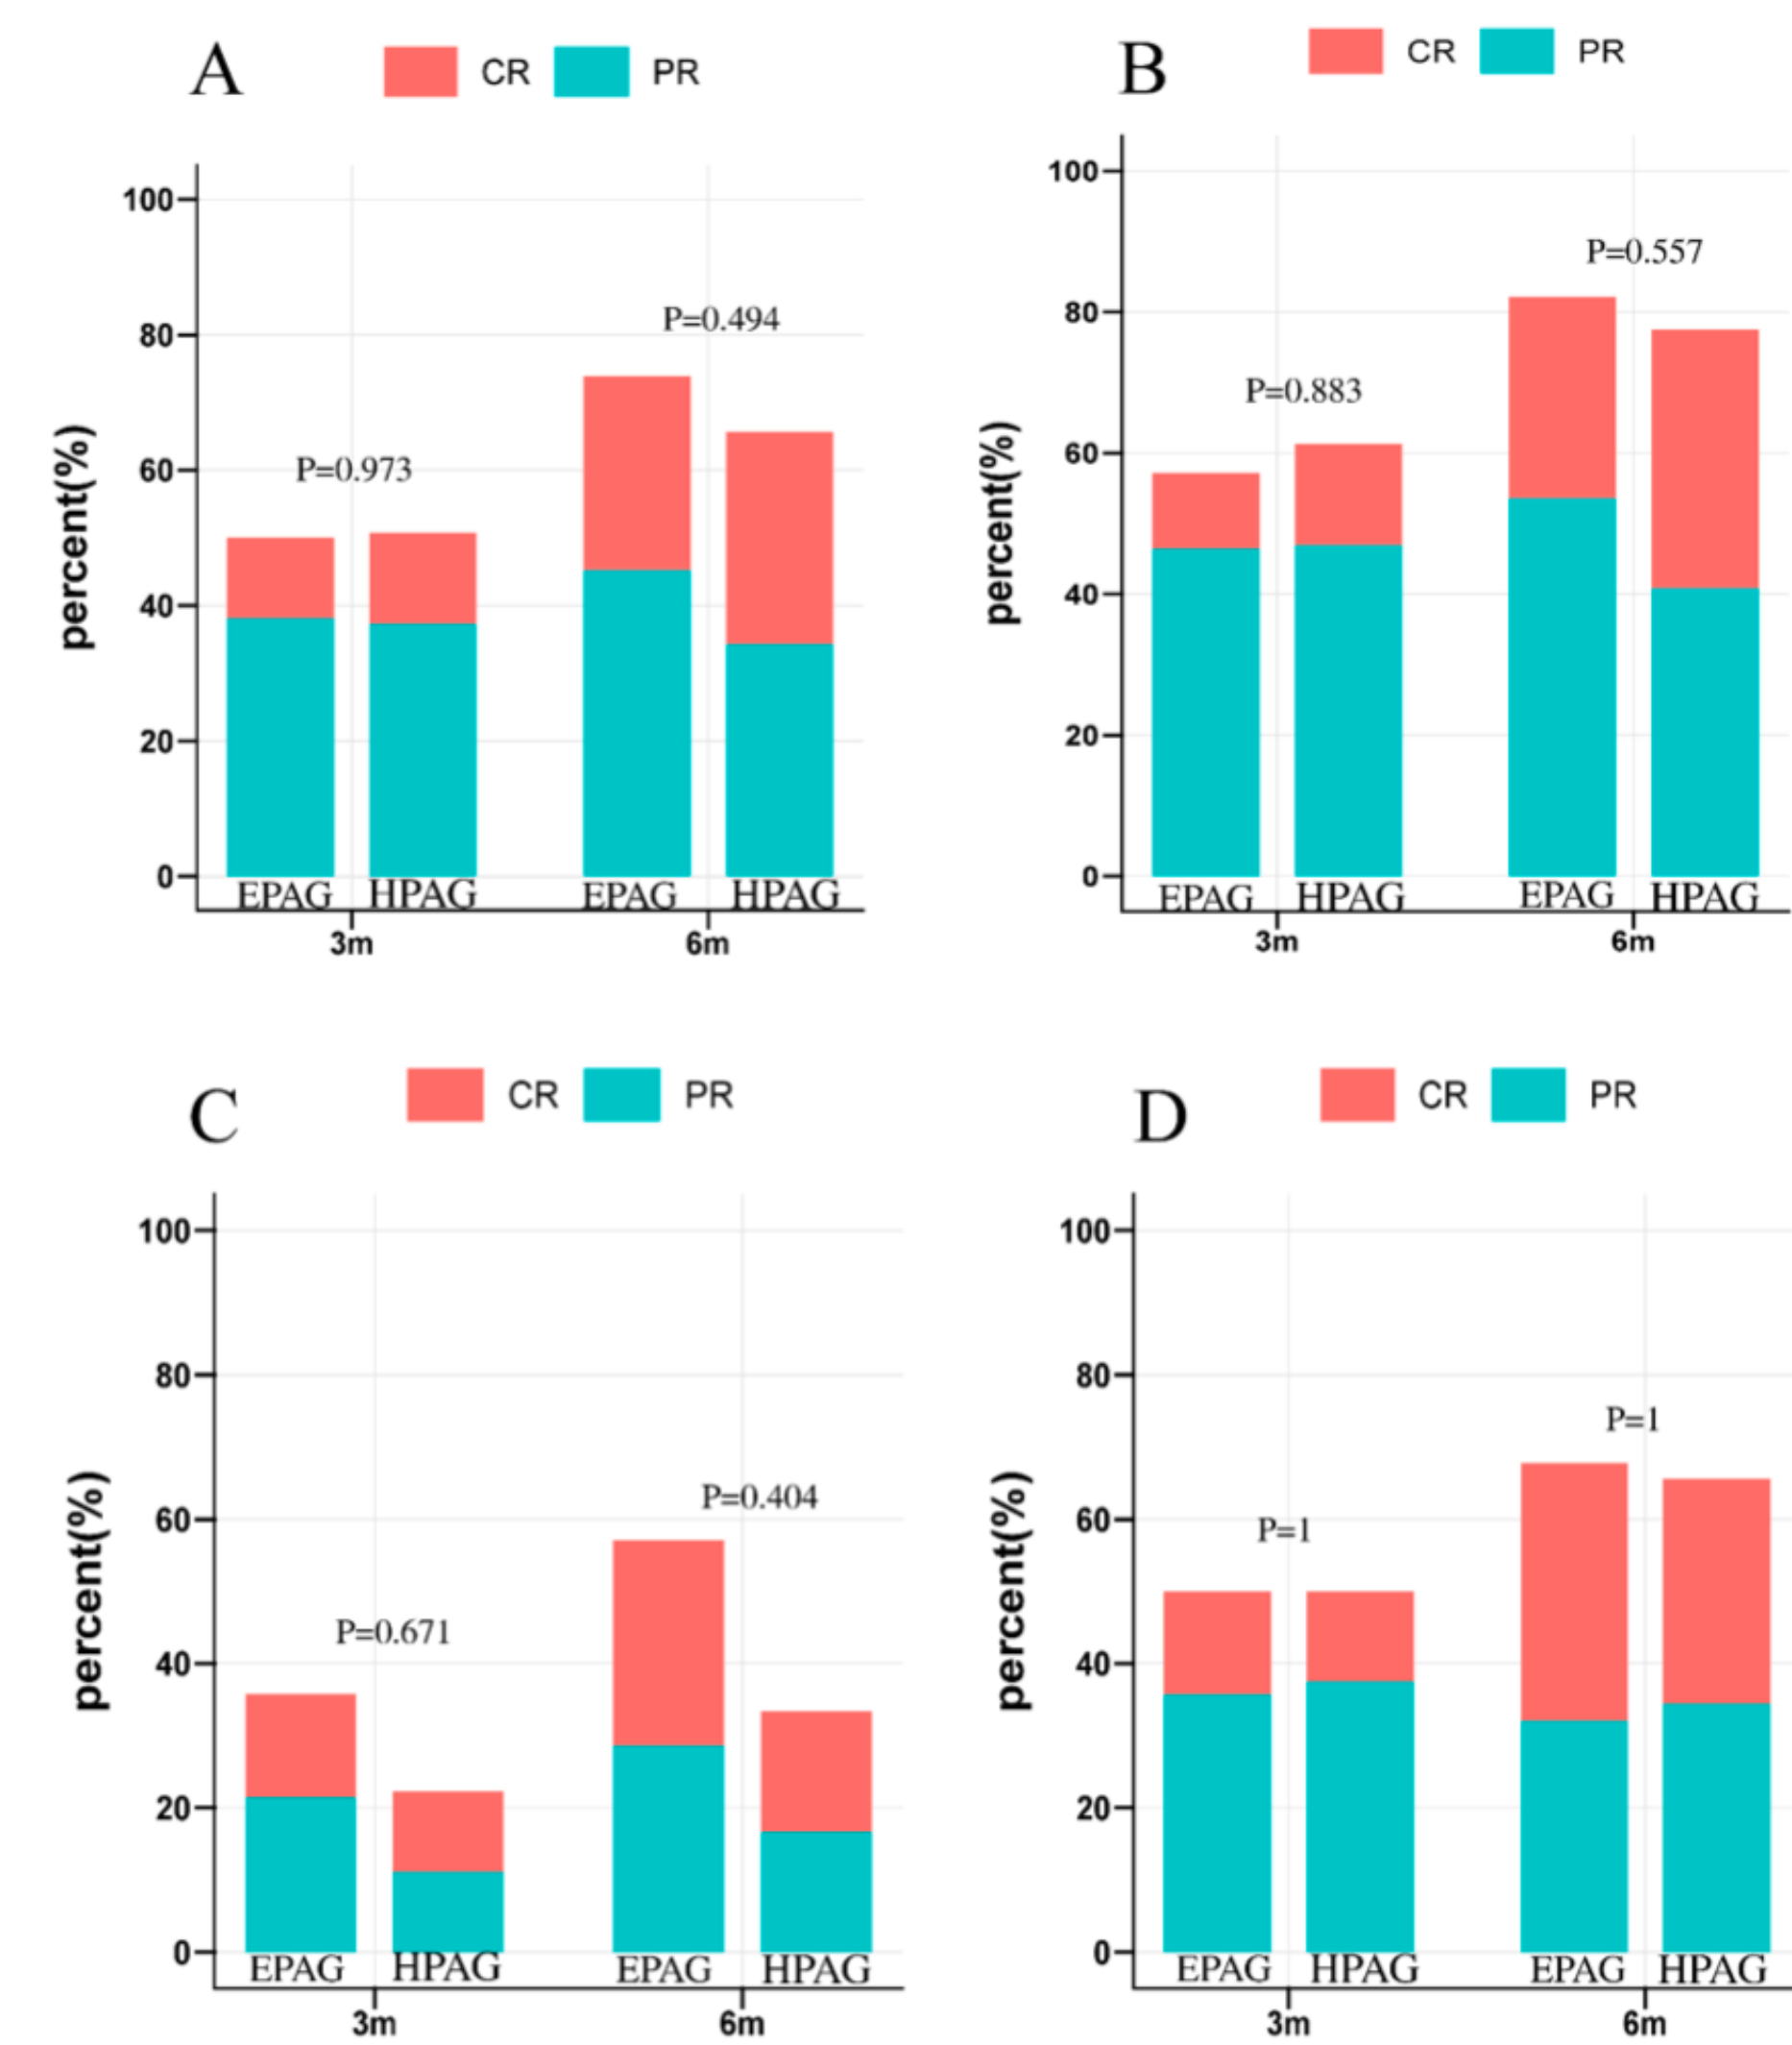 A
CR PR
percent(%)
100
80
60
40
20
0
P=0.973
P=0.494
EPAG HPAG EPAG HPAG
3m 6m
B
CR PR
percent(%)
100
80
60
40
20
0
P=0.883
P=0.557
EPAG HPAG EPAG HPAG
3m 6m
C
CR PR
percent(%)
100
80
60
40
20
0
P=0.671
P=0.404
EPAG HPAG EPAG HPAG
3m 6m
D
CR PR
percent(%)
100
80
60
40
20
0
P=1
P=1
EPAG HPAG EPAG HPAG
3m 6m